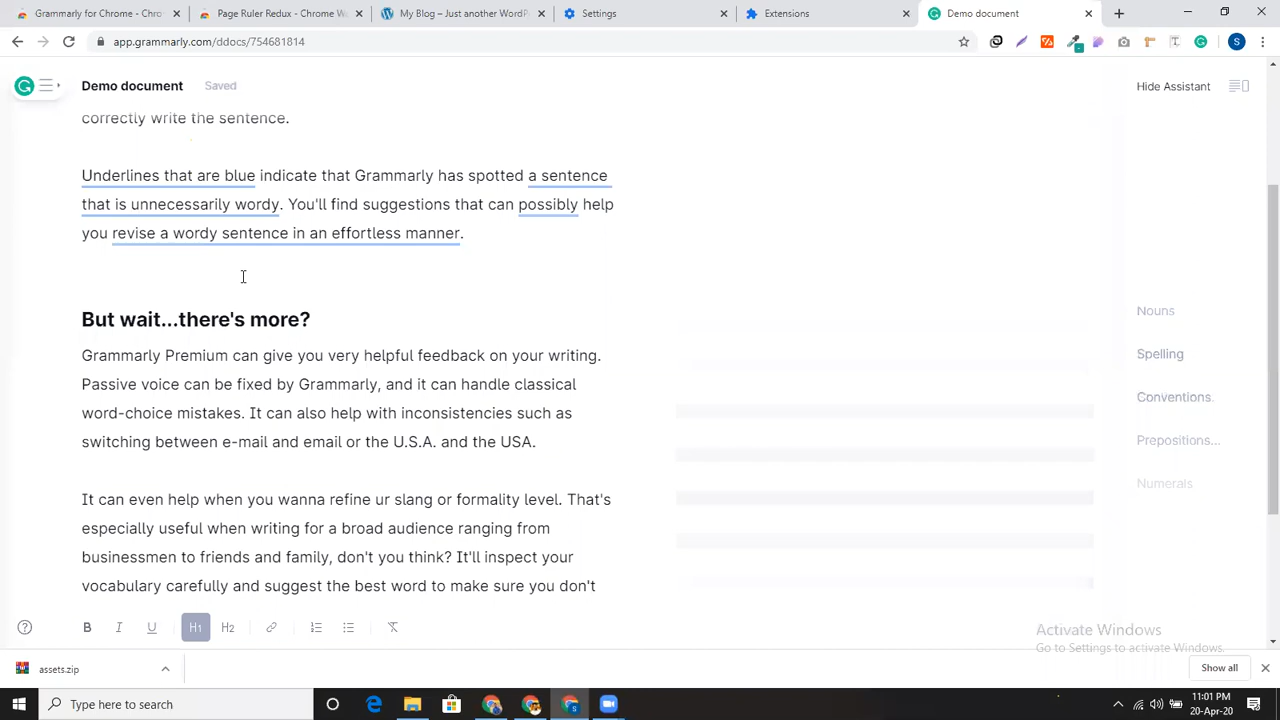 Grammarly for Chrome - Chro
Page Ruler Redux - Chrome W
My Blog – Just another WordP
Settings
Extensions
Demo document
app.grammarly.com/ddocs/754681814
S
Demo document
Saved
Hide Assistant
correctly write the sentence.
Underlines that are blue indicate that Grammarly has spotted a sentence
that is unnecessarily wordy. You'll find suggestions that can possibly help
you revise a wordy sentence in an effortless manner.
But wait...there's more?
Grammarly Premium can give you very helpful feedback on your writing.
Passive voice can be fixed by Grammarly, and it can handle classical
word-choice mistakes. It can also help with inconsistencies such as
switching between e-mail and email or the U.S.A. and the USA.
It can even help when you wanna refine ur slang or formality level. That's
especially useful when writing for a broad audience ranging from
businessmen to friends and family, don't you think? It'll inspect your
vocabulary carefully and suggest the best word to make sure you don't
Nouns
Spelling
Conventions.
Prepositions...
Numerals
B I U H1 H2
Activate Windows
Go to Settings to activate Windows.
assets.zip
Show all
Type here to search
11:01 PM
20-Apr-20